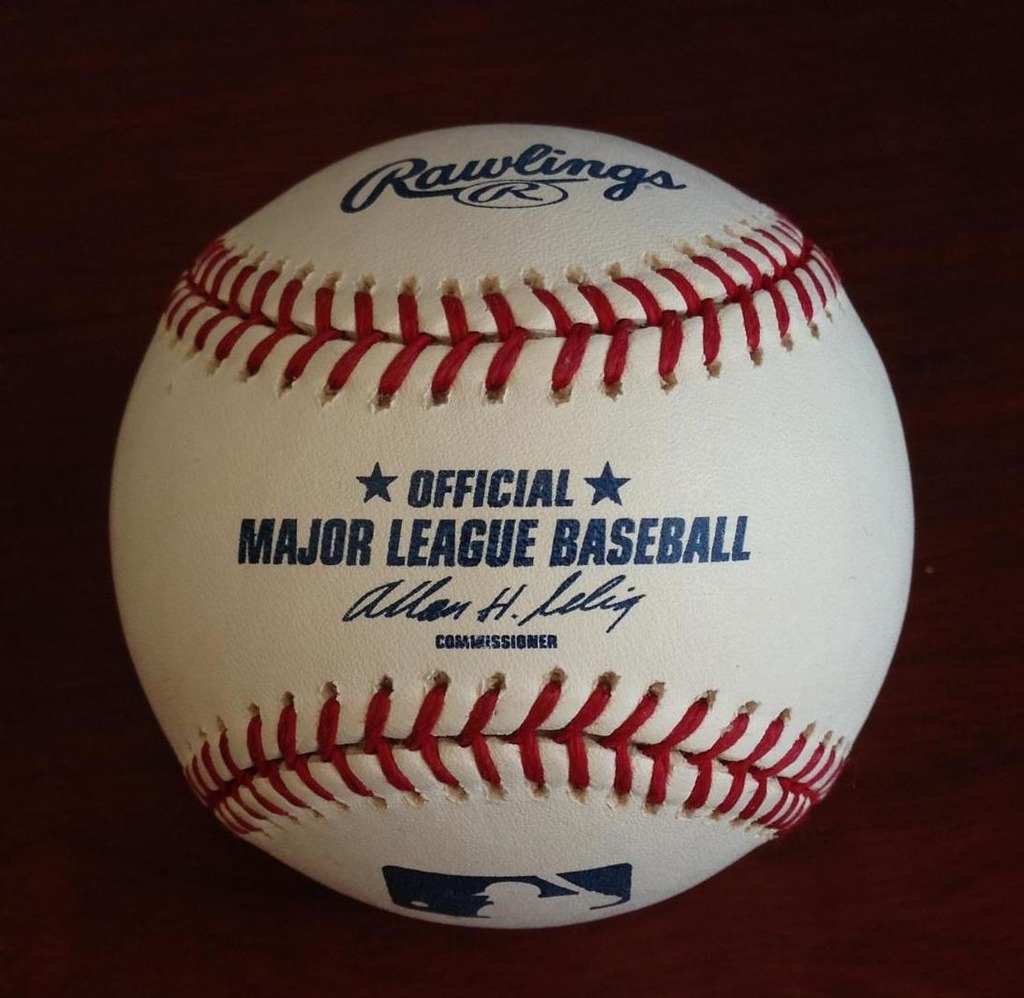 Rawlings
R
★ OFFICIAL ★
MAJOR LEAGUE BASEBALL
Allan H. Selig
COMMISSIONER